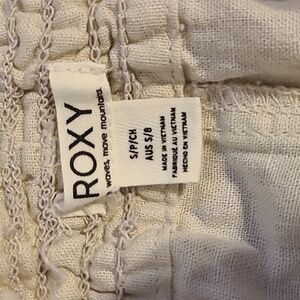 ROXY
waves, move mountains.
S/P/CH
AUS S/8
MADE IN VIETNAM
FABRIQUÉ AU VIETNAM
HECHO EN VIETNAM